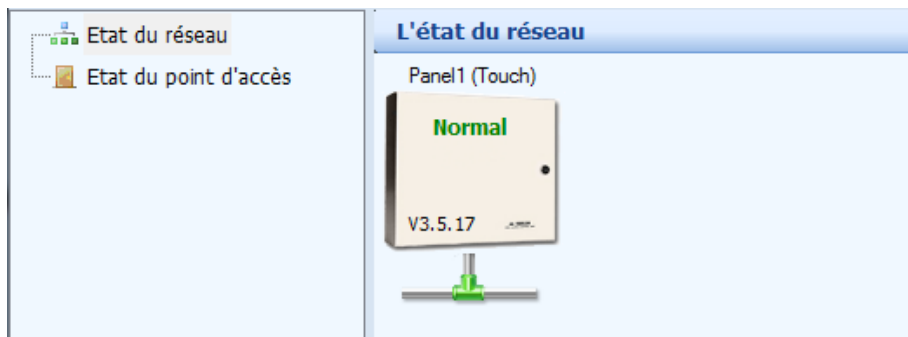 Etat du réseau
Etat du point d'accès
L'état du réseau
Panel1 (Touch)
Normal
V3.5.17